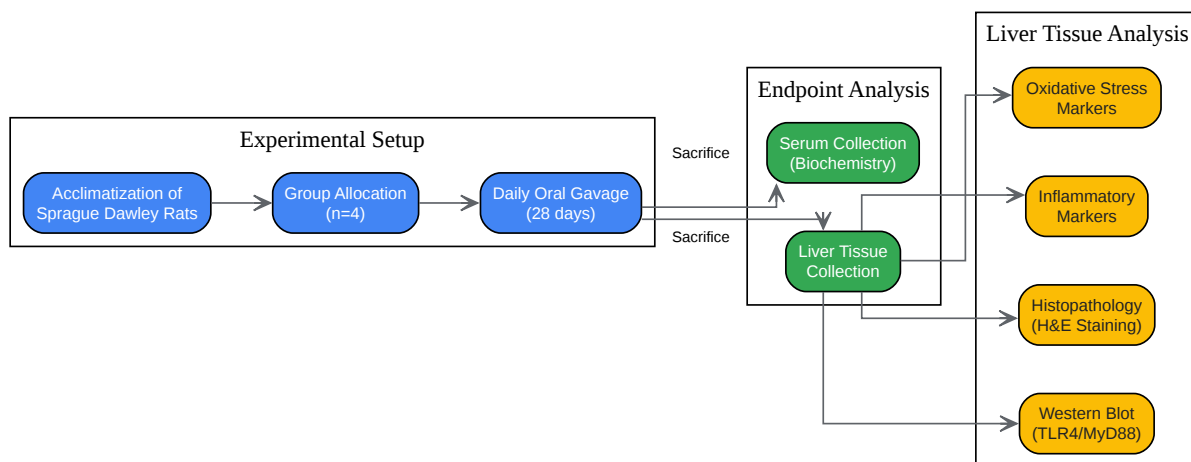 Experimental Setup
Acclimatization of
Sprague Dawley Rats
Group Allocation
(n=4)
Daily Oral Gavage
(28 days)
Sacrifice
Sacrifice
Endpoint Analysis
Serum Collection
(Biochemistry)
Liver Tissue
Collection
Liver Tissue Analysis
Oxidative Stress
Markers
Inflammatory
Markers
Histopathology
(H&E Staining)
Western Blot
(TLR4/MyD88)